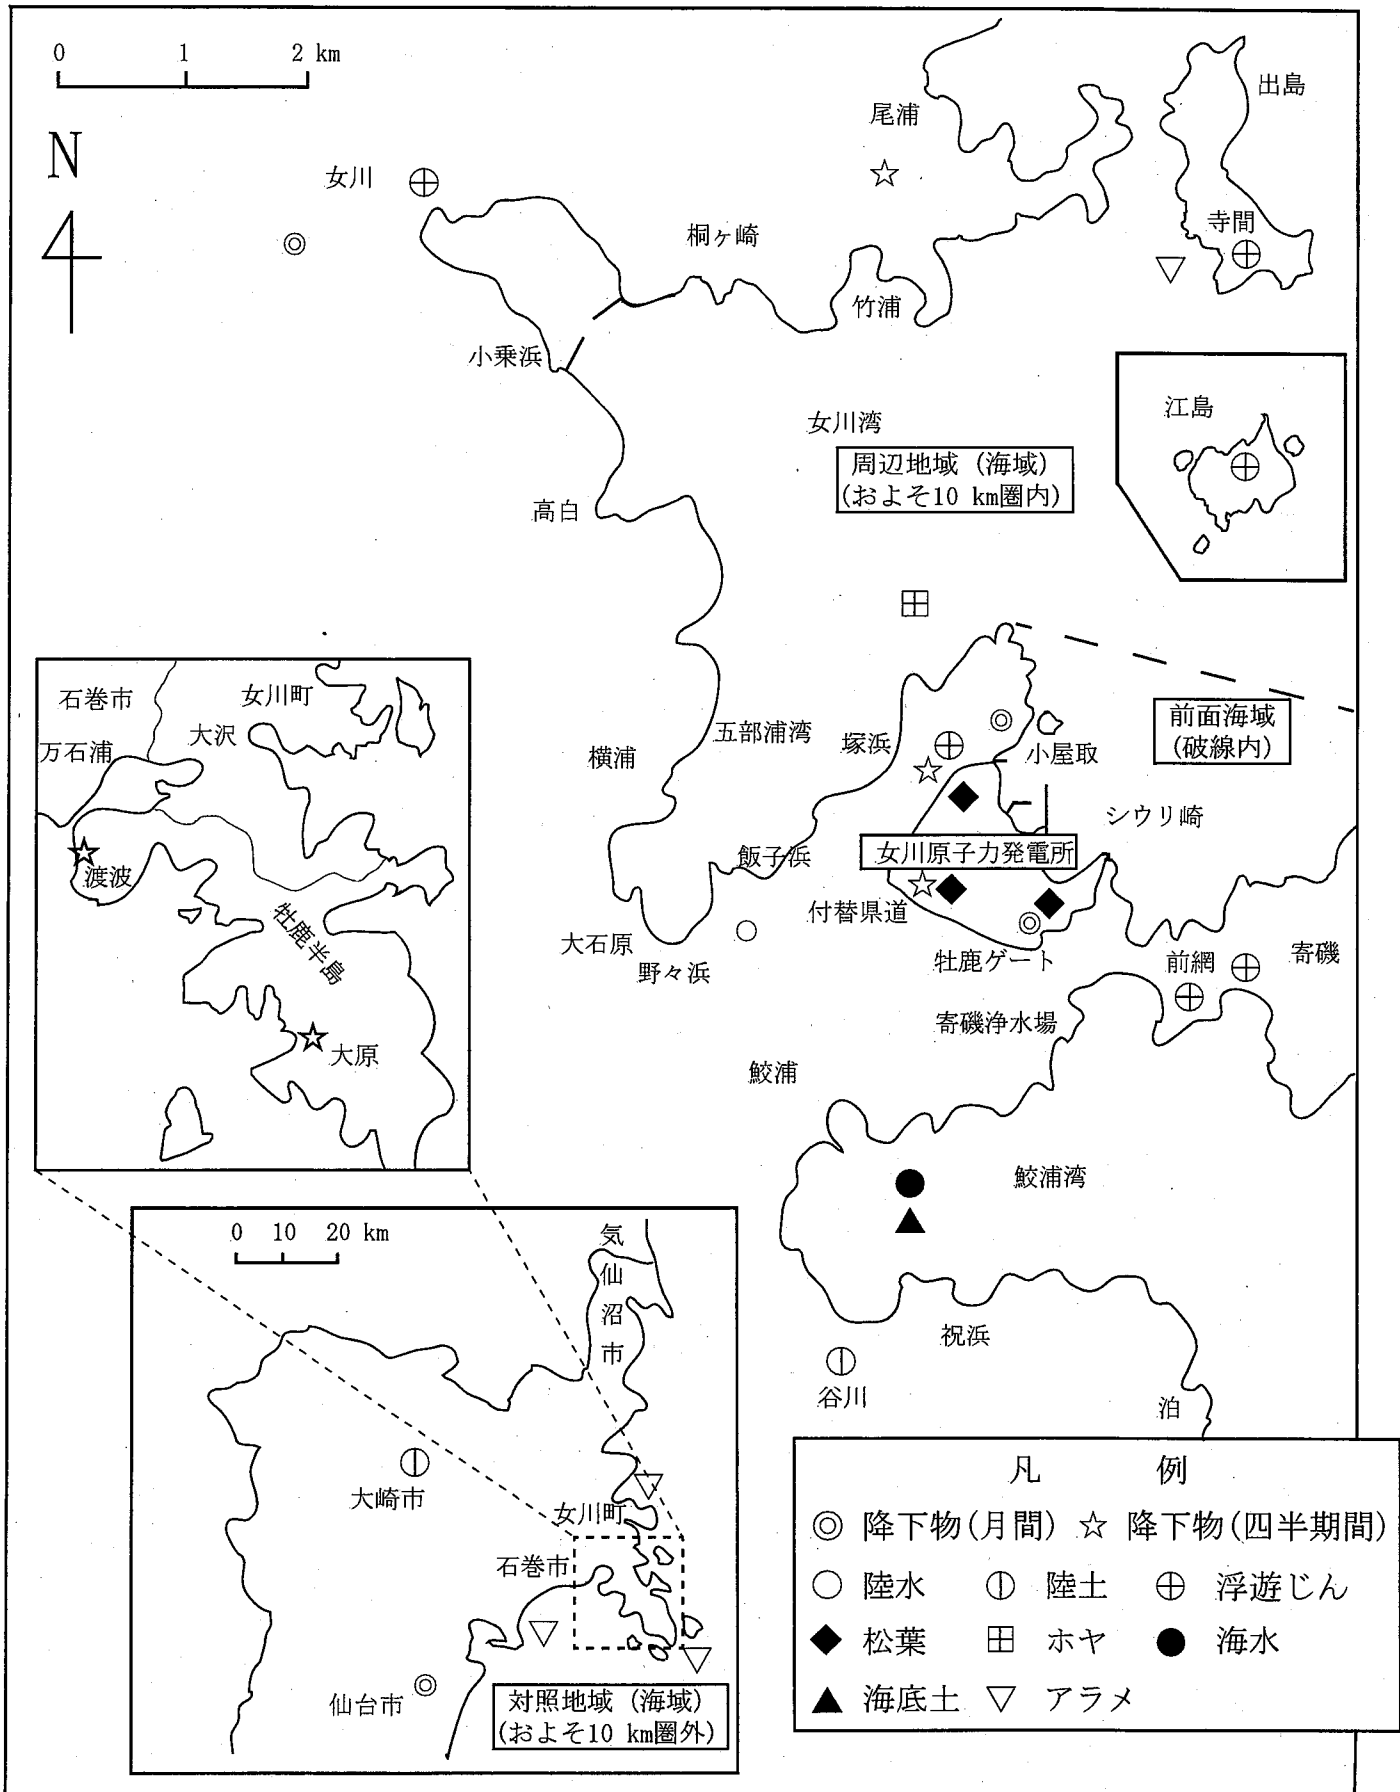 0 1 2 km
N
女川
尾浦
出島
桐ヶ崎
寺間
竹浦
小乗浜
江島
女川湾
周辺地域 (海域)
(およそ10 km圏内)
高白
石巻市
女川町
万石浦
大沢
渡波
牡鹿半島
大原
横浦
五部浦湾
塚浜
小屋取
前面海域
(破線内)
シウリ崎
飯子浜
女川原子力発電所
付替県道
大石原
野々浜
牡鹿ゲート
前網
寄磯
寄磯浄水場
鮫浦
鮫浦湾
祝浜
谷川
泊
0 10 20 km
気仙沼市
大崎市
女川町
石巻市
仙台市
対照地域 (海域)
(およそ10 km圏外)
凡 例
◎ 降下物(月間) ☆ 降下物(四半期間)
○ 陸水 ⦶ 陸土 ⊕ 浮遊じん
◆ 松葉 ⊞ ホヤ ● 海水
▲ 海底土 ▽ アラメ